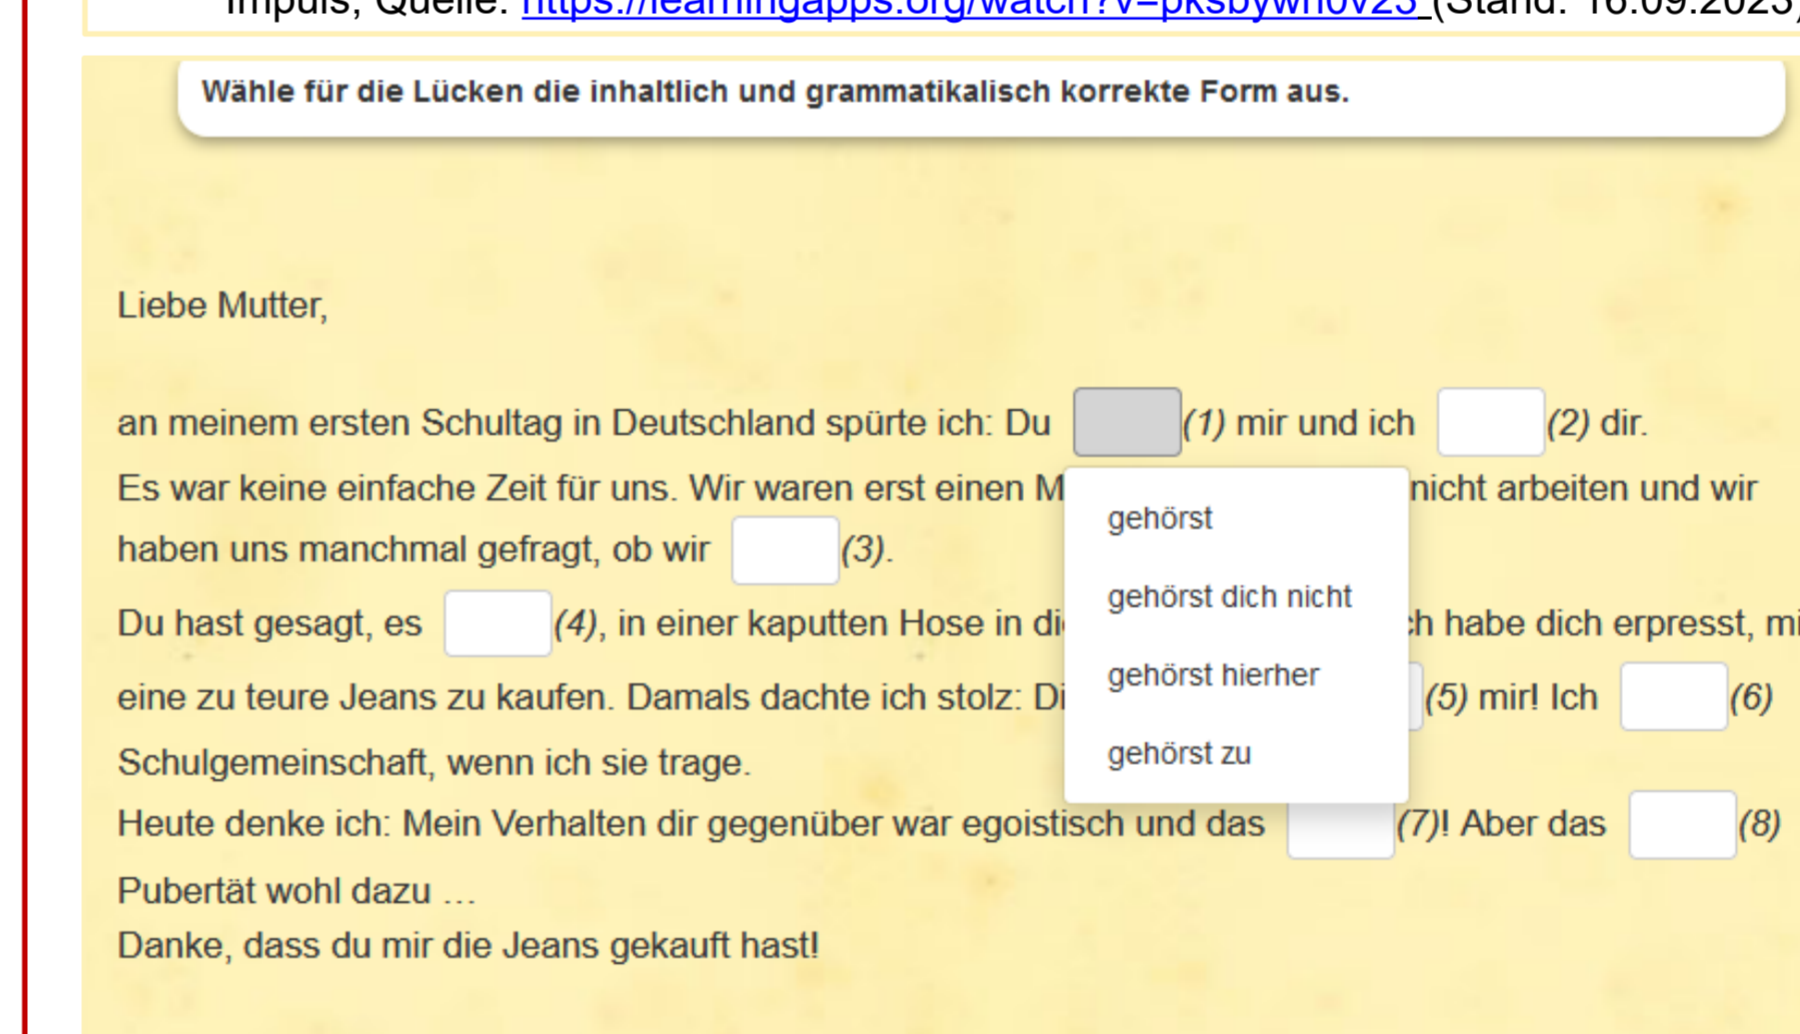 Impuls, Quelle: https://learningapps.org/watch?v=pksbywn0v23 (Stand: 16.09.2023)
Wähle für die Lücken die inhaltlich und grammatikalisch korrekte Form aus.
Liebe Mutter,
an meinem ersten Schultag in Deutschland spürte ich: Du (1) mir und ich (2) dir.
Es war keine einfache Zeit für uns. Wir waren erst einen nicht arbeiten und wir
haben uns manchmal gefragt, ob wir (3).
Du hast gesagt, es (4), in einer kaputten Hose in habe dich erpresst,
eine zu teure Jeans zu kaufen. Damals dachte ich stolz: (5) mir! Ich (6)
Schulgemeinschaft, wenn ich sie trage.
Heute denke ich: Mein Verhalten dir gegenüber war egoistisch und das (7)! Aber das (8)
Pubertät wohl dazu ...
Danke, dass du mir die Jeans gekauft hast!
gehörst
gehörst dich nicht
gehörst hierher
gehörst zu